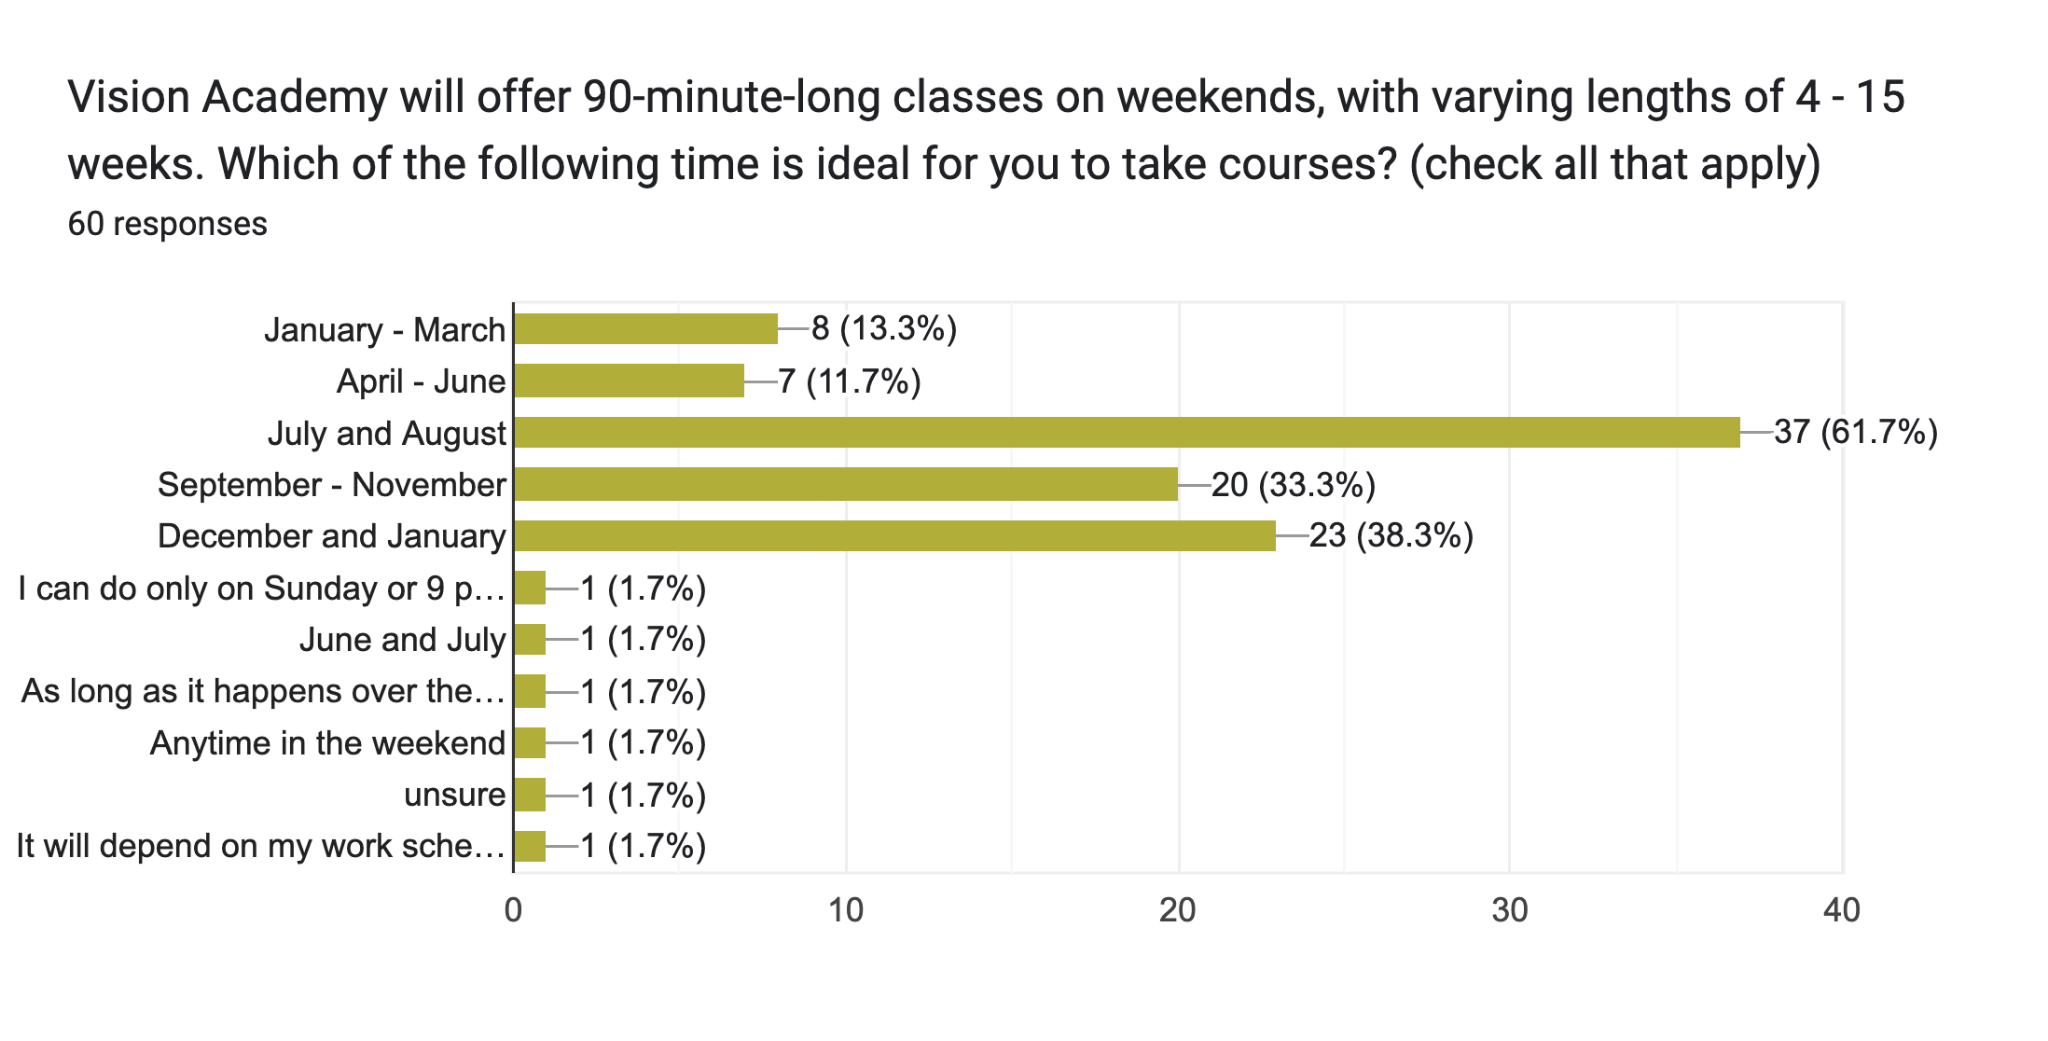 Vision Academy will offer 90-minute-long classes on weekends, with varying lengths of 4 - 15
weeks. Which of the following time is ideal for you to take courses? (check all that apply)
60 responses
January - March 8 (13.3%)
April - June 7 (11.7%)
July and August 37 (61.7%)
September - November 20 (33.3%)
December and January 23 (38.3%)
I can do only on Sunday or 9 p… 1 (1.7%)
June and July 1 (1.7%)
As long as it happens over the… 1 (1.7%)
Anytime in the weekend 1 (1.7%)
unsure 1 (1.7%)
It will depend on my work sche… 1 (1.7%)
0 10 20 30 40